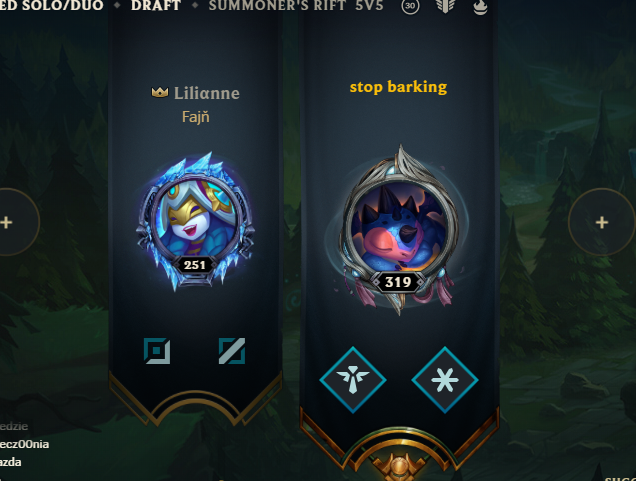 ED SOLO/DUO ◆ DRAFT ◆ SUMMONER'S RIFT 5V5 30
Liliαnne
Fajň
251
stop barking
319
edzie
ecz00nia
azda